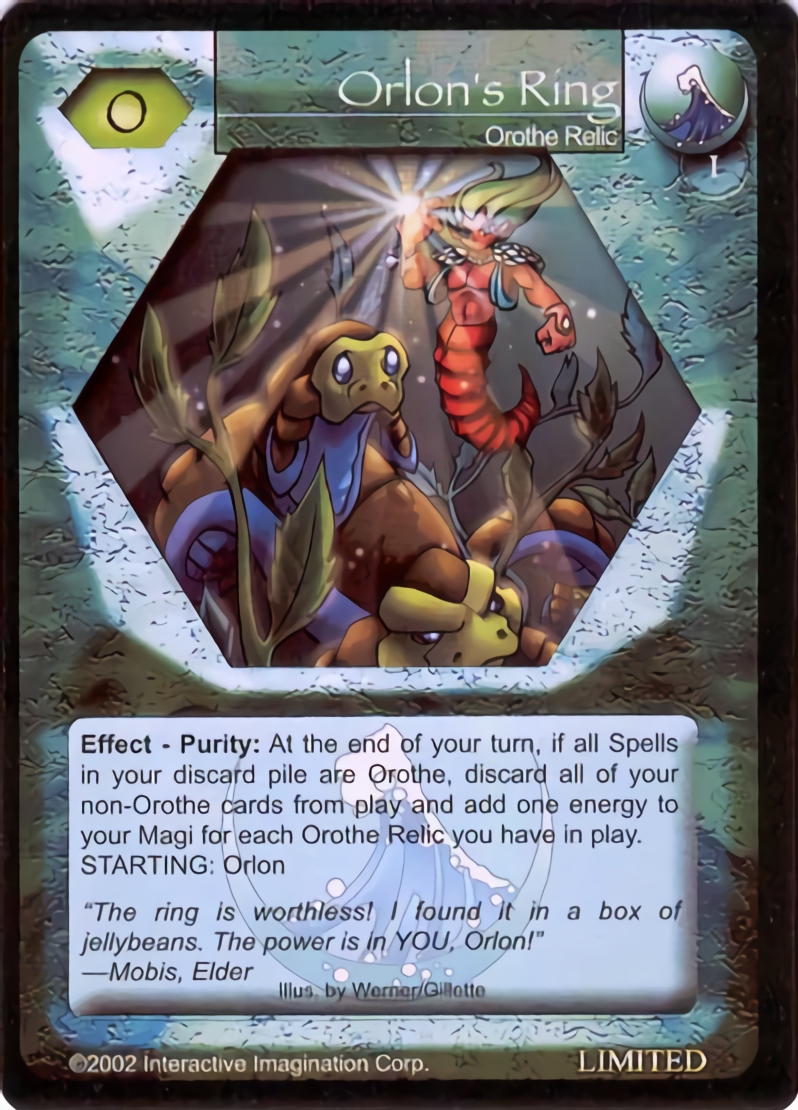 O
Orlon's Ring
Orothe Relic
1
Effect - Purity: At the end of your turn, if all Spells
in your discard pile are Orothe, discard all of your
non-Orothe cards from play and add one energy to
your Magi for each Orothe Relic you have in play.
STARTING: Orlon
“The ring is worthless! I found it in a box of
jellybeans. The power is in YOU, Orlon!”
—Mobis, Elder
Illus. by Werner/Gillette
©2002 Interactive Imagination Corp.
LIMITED